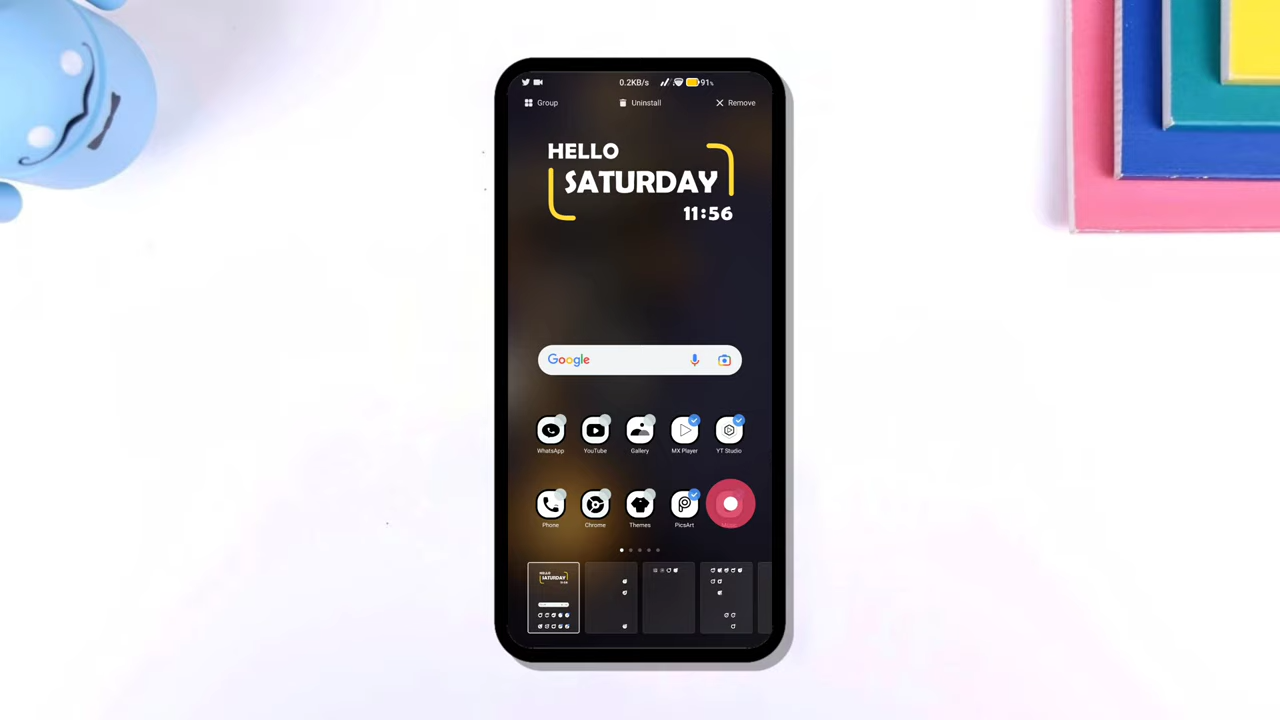 0.2KB/s 91%
Group Uninstall Remove
HELLO
SATURDAY
11:56
Google
WhatsApp YouTube Gallery MX Player YT Studio
Phone Chrome Themes PicsArt